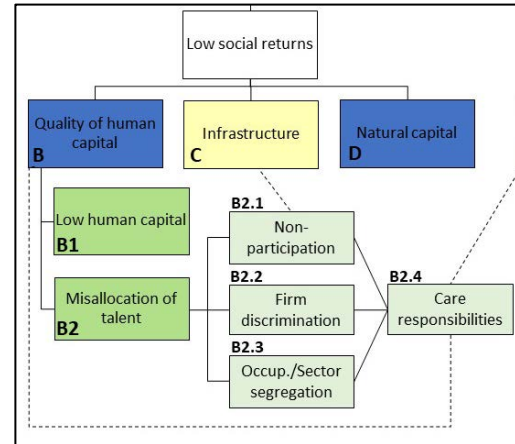 Low social returns
Quality of human
capital
B
Infrastructure
C
Natural capital
D
Low human capital
B1
Misallocation of
talent
B2
B2.1
Non-
participation
B2.2
Firm
discrimination
B2.3
Occup./Sector
segregation
B2.4
Care
responsibilities